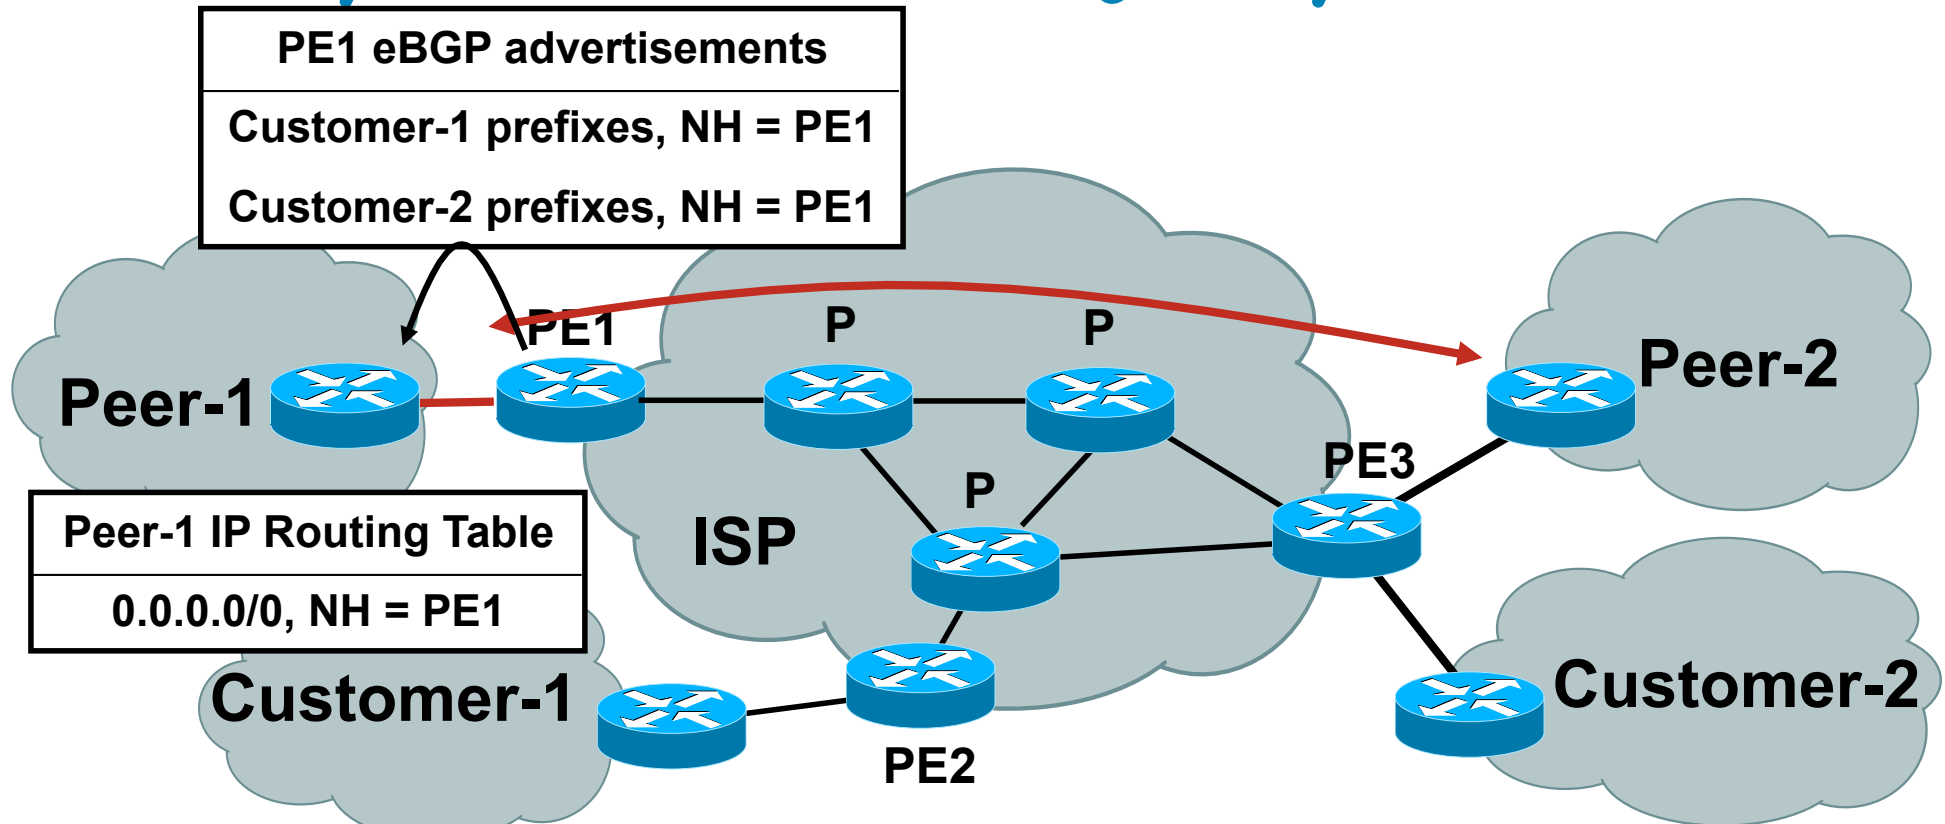 PE1 eBGP advertisements
Customer-1 prefixes, NH = PE1
Customer-2 prefixes, NH = PE1
PE1
P
P
Peer-1
Peer-2
PE3
P
ISP
Peer-1 IP Routing Table
0.0.0.0/0, NH = PE1
Customer-1
Customer-2
PE2